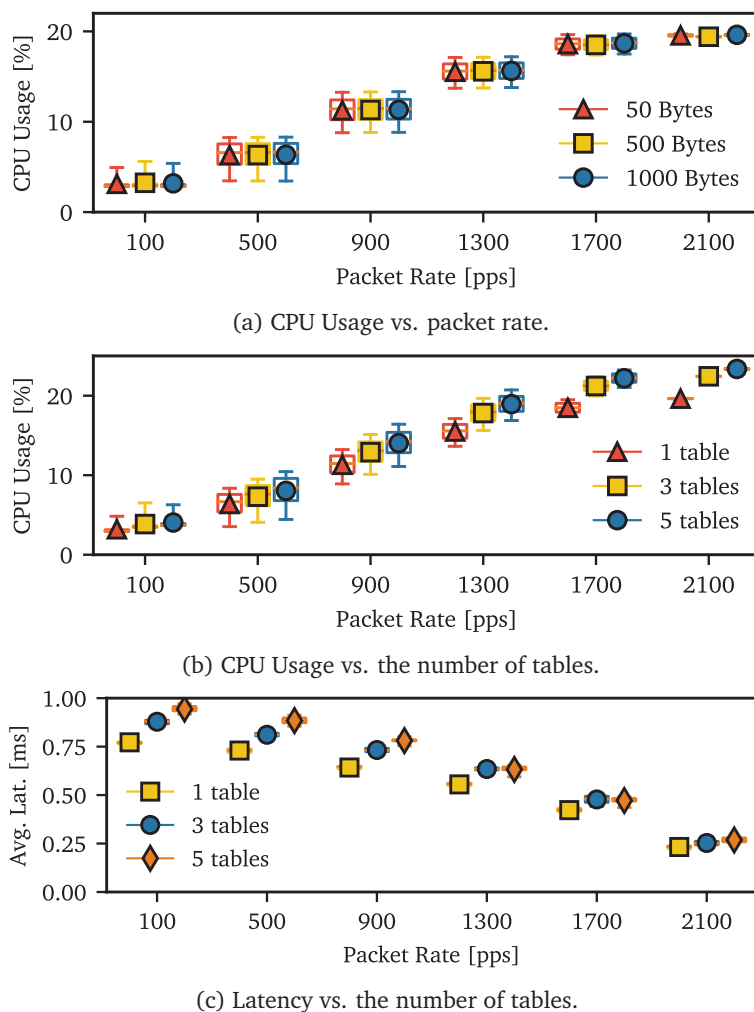 20
10
0
CPU Usage [%]
50 Bytes
500 Bytes
1000 Bytes
100 500 900 1300 1700 2100
Packet Rate [pps]
(a) CPU Usage vs. packet rate.
20
10
0
CPU Usage [%]
1 table
3 tables
5 tables
100 500 900 1300 1700 2100
Packet Rate [pps]
(b) CPU Usage vs. the number of tables.
1.00
0.75
0.50
0.25
0.00
Avg. Lat. [ms]
1 table
3 tables
5 tables
100 500 900 1300 1700 2100
Packet Rate [pps]
(c) Latency vs. the number of tables.